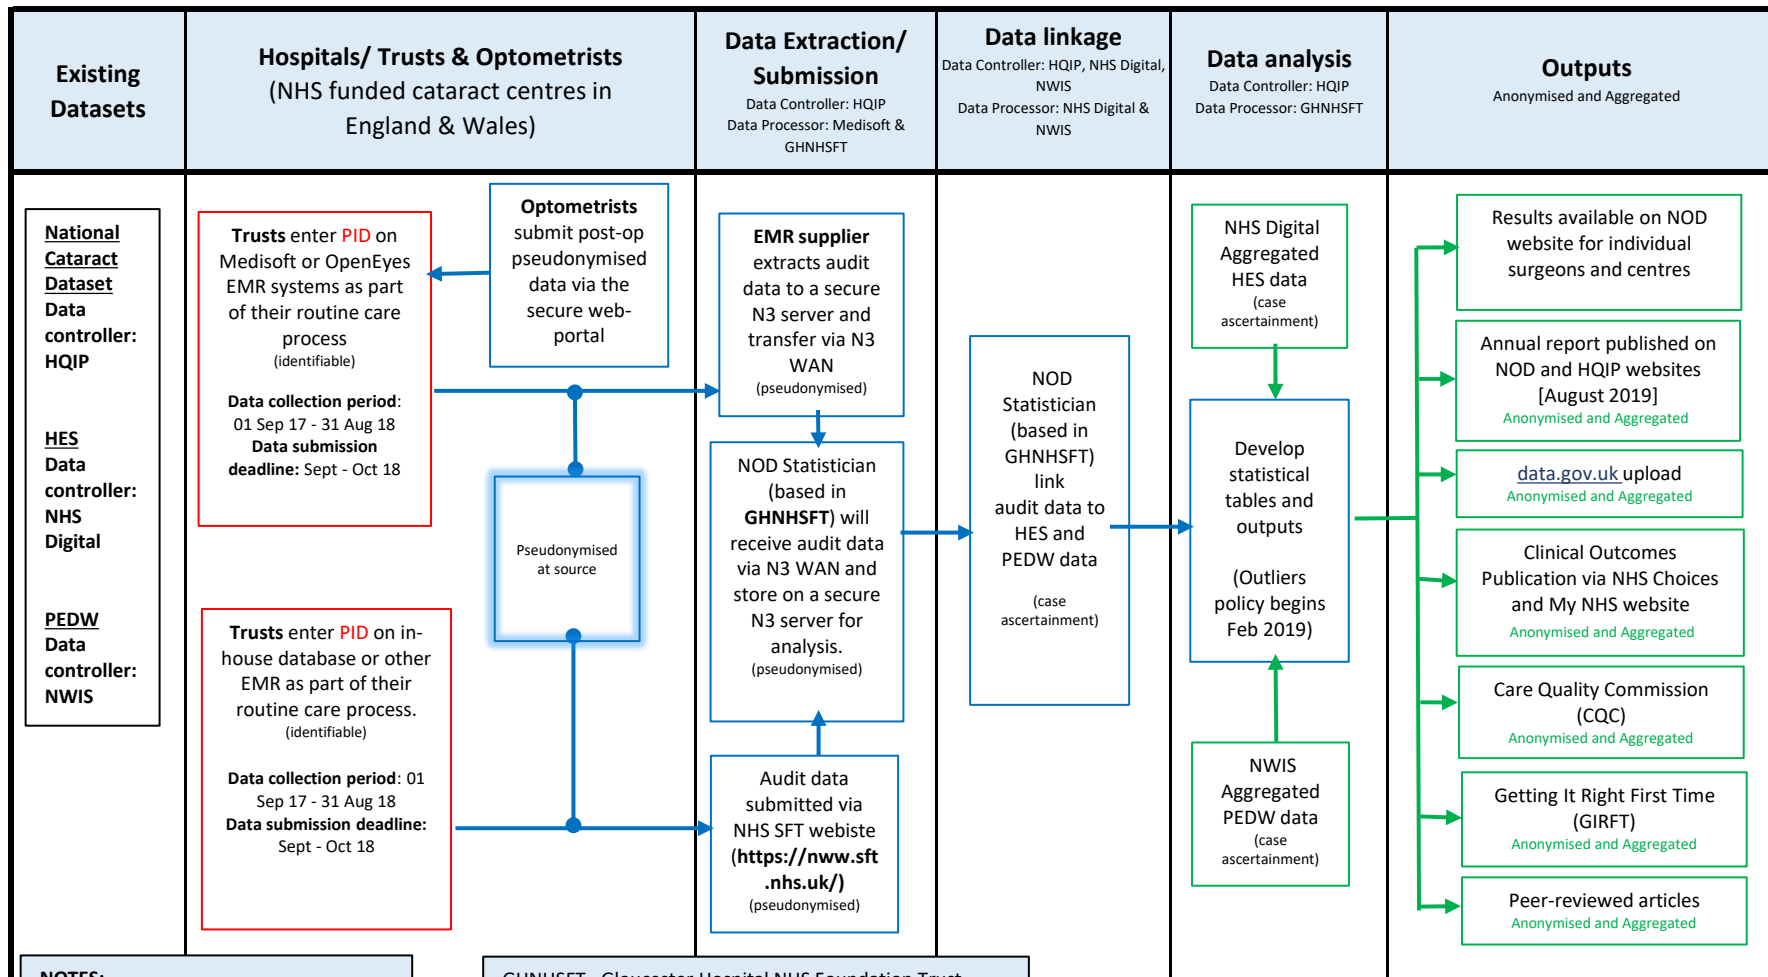 Existing
Datasets
Hospitals/ Trusts & Optometrists
(NHS funded cataract centres in
England & Wales)
Data Extraction/
Submission
Data Controller: HQIP
Data Processor: Medisoft &
GHNHSFT
Data linkage
Data Controller: HQIP, NHS Digital,
NWIS
Data Processor: NHS Digital &
NWIS
Data analysis
Data Controller: HQIP
Data Processor: GHNHSFT
Outputs
Anonymised and Aggregated
National
Cataract
Dataset
Data
controller:
HQIP
HES
Data
controller:
NHS
Digital
PEDW
Data
controller:
NWIS
Trusts enter PID on
Medisoft or OpenEyes
EMR systems as part
of their routine care
process
(identifiable)
Data collection period:
01 Sep 17 - 31 Aug 18
Data submission
deadline: Sept - Oct 18
Optometrists
submit post-op
pseudonymised
data via the
secure web-
portal
Pseudonymised
at source
Trusts enter PID on in-
house database or other
EMR as part of their
routine care process.
(identifiable)
Data collection period: 01
Sep 17 - 31 Aug 18
Data submission deadline:
Sept - Oct 18
EMR supplier
extracts audit
data to a secure
N3 server and
transfer via N3
WAN
(pseudonymised)
NOD Statistician
(based in
GHNHSFT) will
receive audit data
via N3 WAN and
store on a secure
N3 server for
analysis.
(pseudonymised)
Audit data
submitted via
NHS SFT webiste
(https://nww.sft
.nhs.uk/)
(pseudonymised)
NOD
Statistician
(based in
GHNHSFT)
link
audit data to
HES and
PEDW data
(case
ascertainment)
NHS Digital
Aggregated
HES data
(case
ascertainment)
Develop
statistical
tables and
outputs
(Outliers
policy begins
Feb 2019)
NWIS
Aggregated
PEDW data
(case
ascertainment)
Results available on NOD
website for individual
surgeons and centres
Annual report published on
NOD and HQIP websites
[August 2019]
Anonymised and Aggregated
data.gov.uk upload
Anonymised and Aggregated
Clinical Outcomes
Publication via NHS Choices
and My NHS website
Anonymised and Aggregated
Care Quality Commission
(CQC)
Anonymised and Aggregated
Getting It Right First Time
(GIRFT)
Anonymised and Aggregated
Peer-reviewed articles
Anonymised and Aggregated
NOTES:
GHNHSFT - Gloucester Hospital NHS Foundation Trust